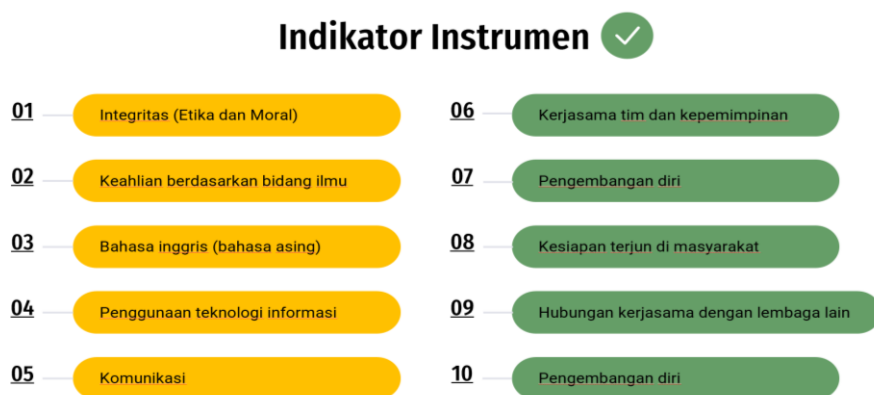 Indikator Instrumen
01
Integritas (Etika dan Moral)
02
Keahlian berdasarkan bidang ilmu
03
Bahasa inggris (bahasa asing)
04
Penggunaan teknologi informasi
05
Komunikasi
06
Kerjasama tim dan kepemimpinan
07
Pengembangan diri
08
Kesiapan terjun di masyarakat
09
Hubungan kerjasama dengan lembaga lain
10
Pengembangan diri